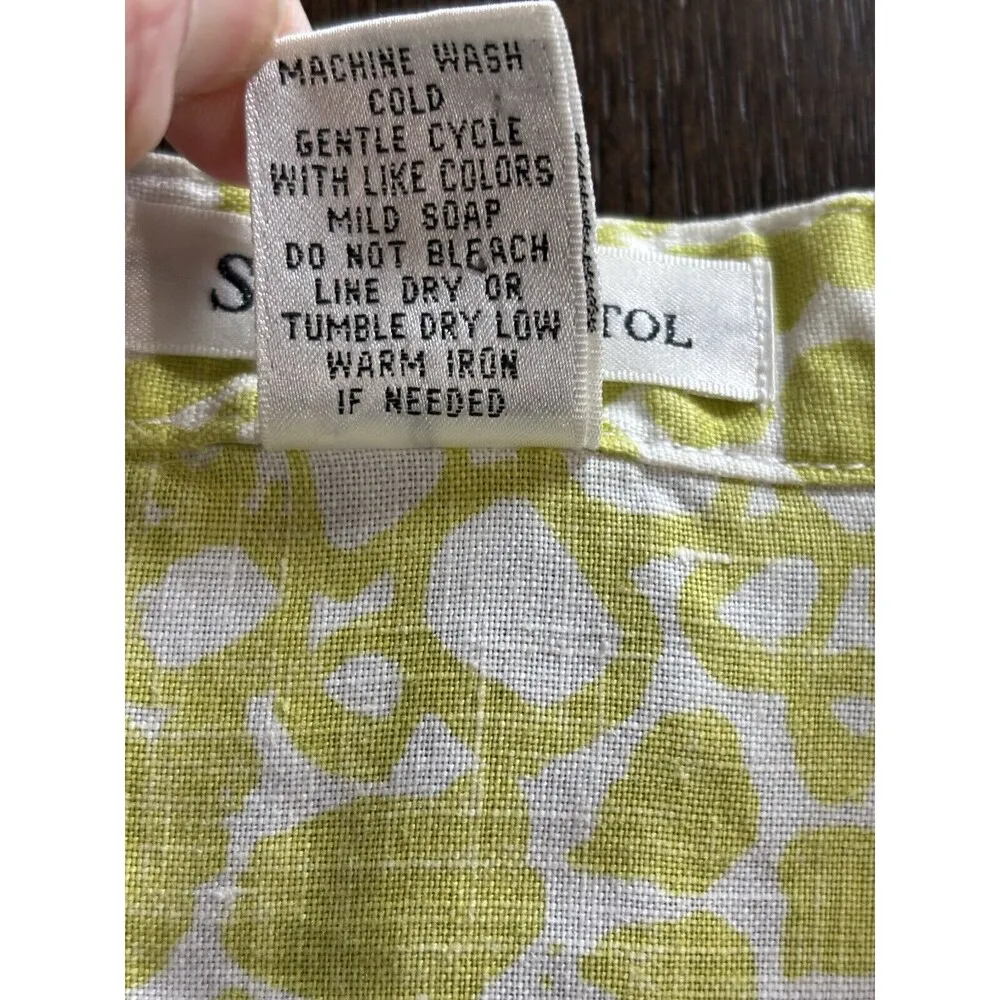 MACHINE WASH
COLD
GENTLE CYCLE
WITH LIKE COLORS
MILD SOAP
DO NOT BLEACH
LINE DRY OR
TUMBLE DRY LOW
WARM IRON
IF NEEDED
S TOL